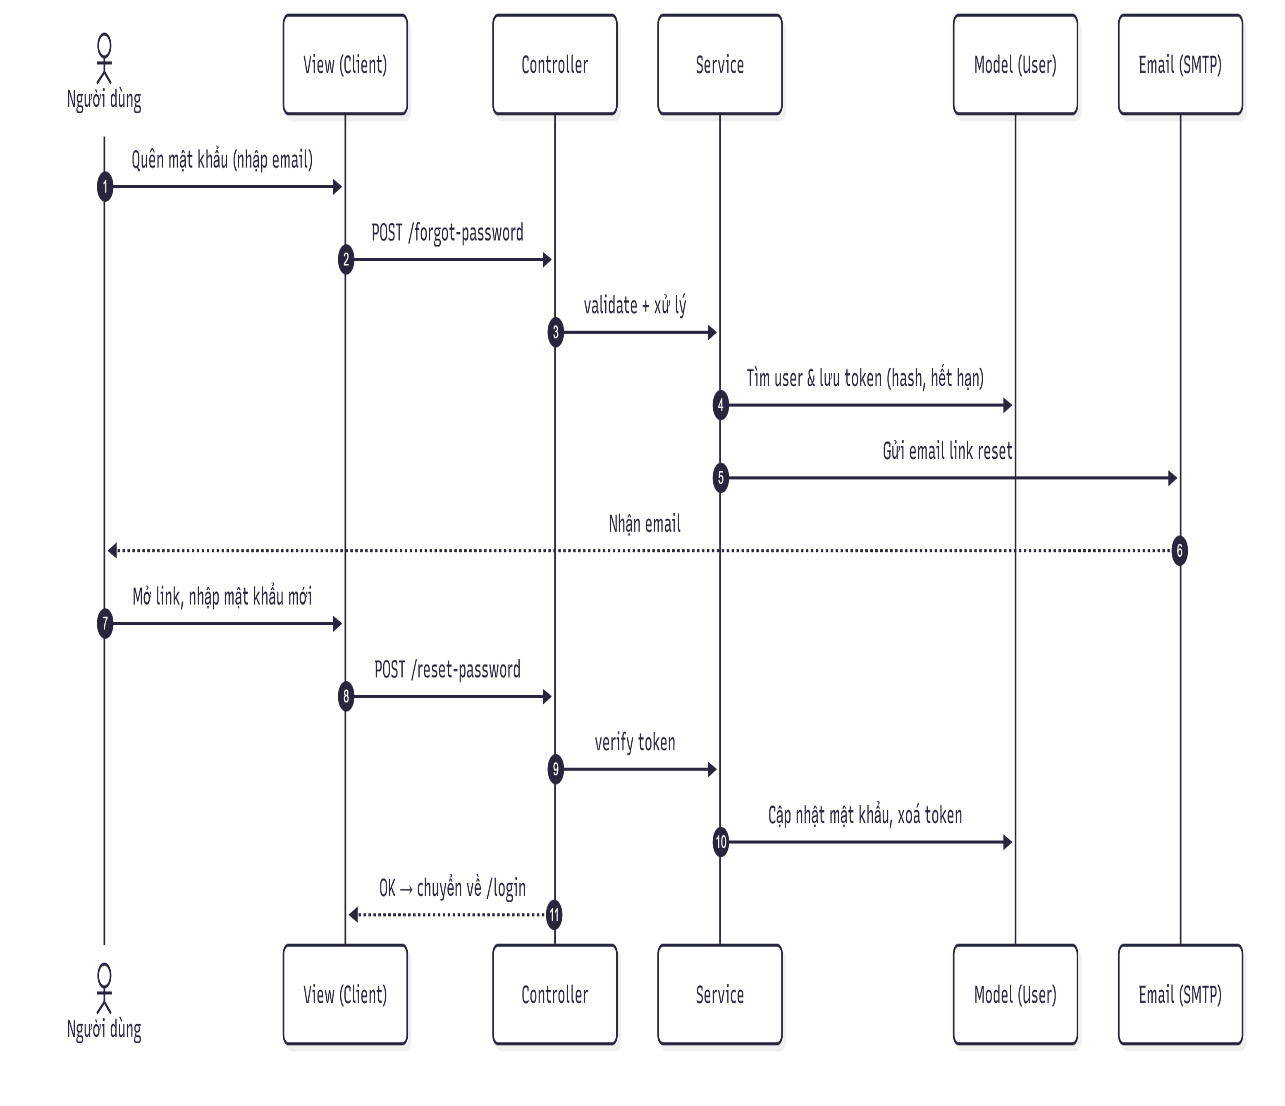 View (Client)
Controller
Service
Model (User)
Email (SMTP)
Người dùng
Quên mật khẩu (nhập email)
1
POST /forgot-password
2
validate + xử lý
3
Tìm user & lưu token (hash, hết hạn)
4
Gửi email link reset
5
Nhận email
6
Mở link, nhập mật khẩu mới
7
POST /reset-password
8
verify token
9
Cập nhật mật khẩu, xoá token
10
OK → chuyển về /login
11
View (Client)
Controller
Service
Model (User)
Email (SMTP)
Người dùng